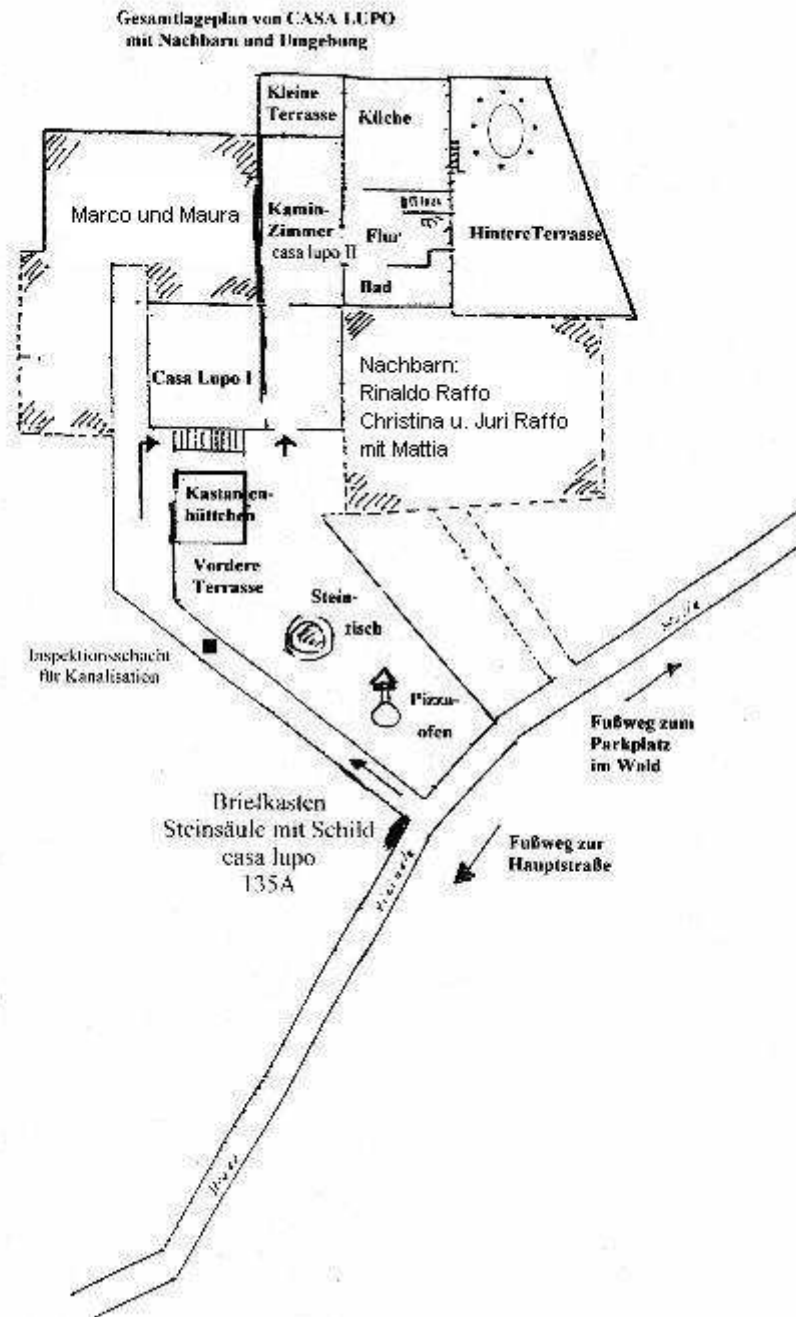 Gesamtlageplan von CASA LUPO
mit Nachbarn und Umgebung
Kleine
Terrasse
Küche
Marco und Maura
Kamin-
Zimmer
casa lupo II
Flur
Hintere Terrasse
Bad
Casa Lupo I
Nachbarn:
Rinaldo Raffo
Christina u. Juri Raffo
mit Mattia
Kastanien-
hüttchen
Vordere
Terrasse
Stein-
tisch
Inspektionsschacht
für Kanalisation
Pizza-
ofen
Fußweg zum
Parkplatz
im Wald
Briefkasten
Steinsäule mit Schild
casa lupo
135A
Fußweg zur
Hauptstraße